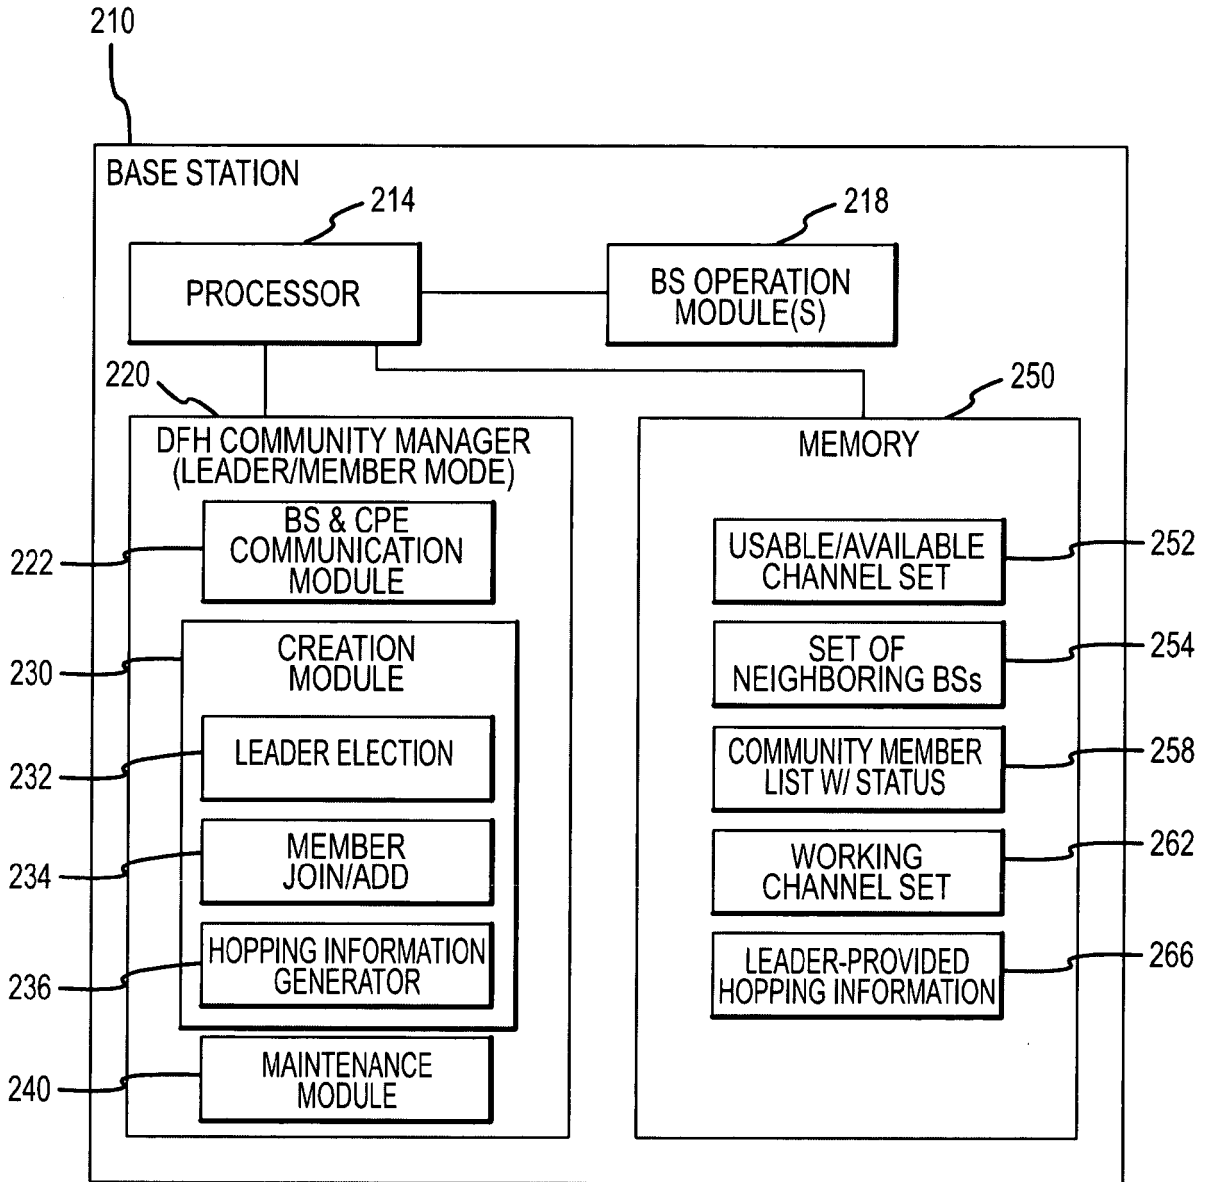 210
BASE STATION
214
218
PROCESSOR
BS OPERATION
MODULE(S)
220
250
DFH COMMUNITY MANAGER
(LEADER/MEMBER MODE)
MEMORY
BS & CPE
COMMUNICATION
MODULE
222
USABLE/AVAILABLE
CHANNEL SET
252
CREATION
MODULE
230
SET OF
NEIGHBORING BSs
254
LEADER ELECTION
232
COMMUNITY MEMBER
LIST W/ STATUS
258
MEMBER
JOIN/ADD
234
WORKING
CHANNEL SET
262
HOPPING INFORMATION
GENERATOR
236
LEADER-PROVIDED
HOPPING INFORMATION
266
MAINTENANCE
MODULE
240